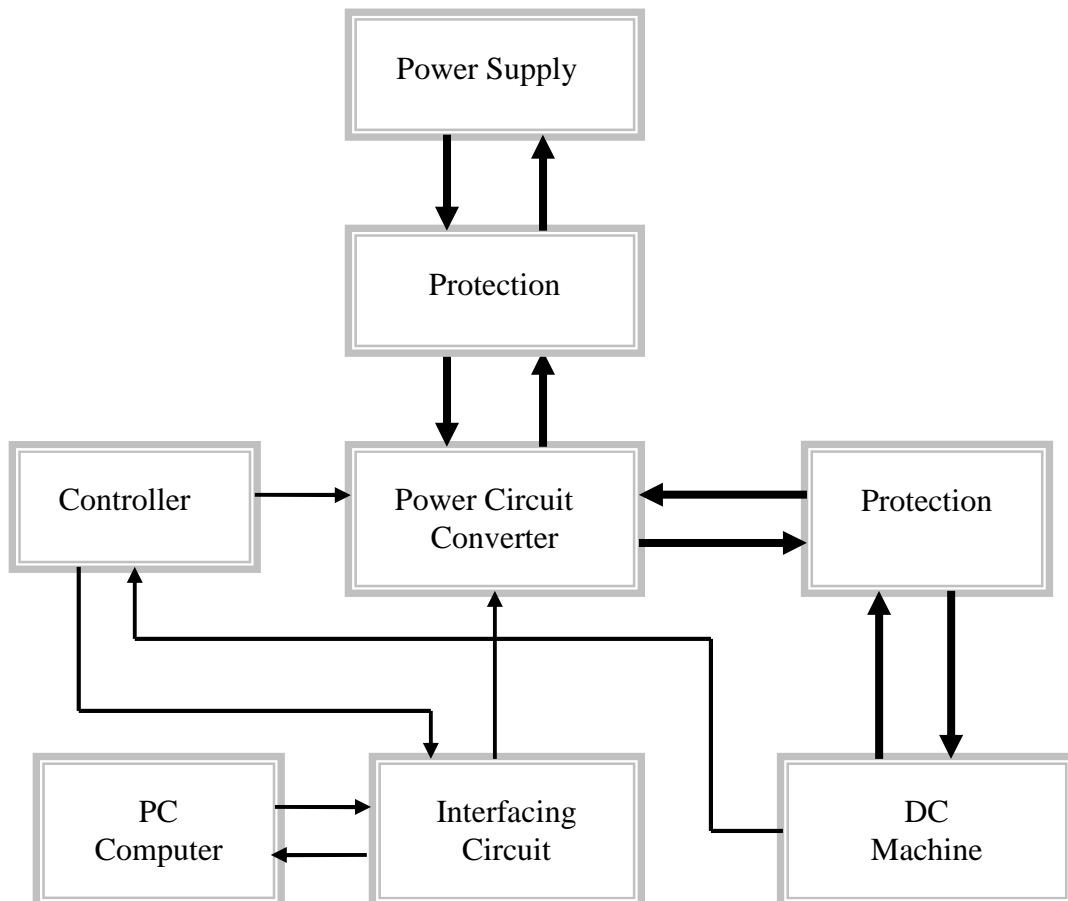 Power Supply
Protection
Controller
Power Circuit
Converter
Protection
PC
Computer
Interfacing
Circuit
DC
Machine